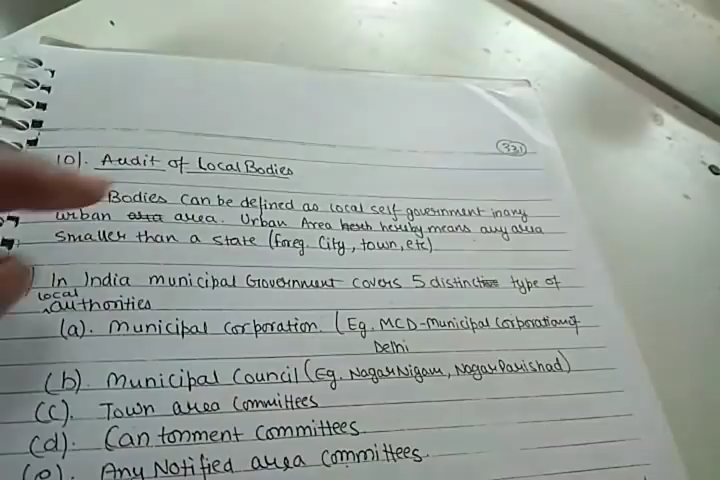 331
10). Audit of Local Bodies
Bodies can be defined as local self government in any
urban area. Urban Area hereby means any area
smaller than a state (for eg. City, town, etc)
In India municipal Government covers 5 distinct type of
local
authorities
(a). Municipal corporation. (Eg. MCD-Municipal Corporation of
Delhi
(b). Municipal Council (Eg. Nagar Nigam, Nagar Parishad)
(c). Town area Committees
(d). Cantonment committees
(e). Any Notified area committees.